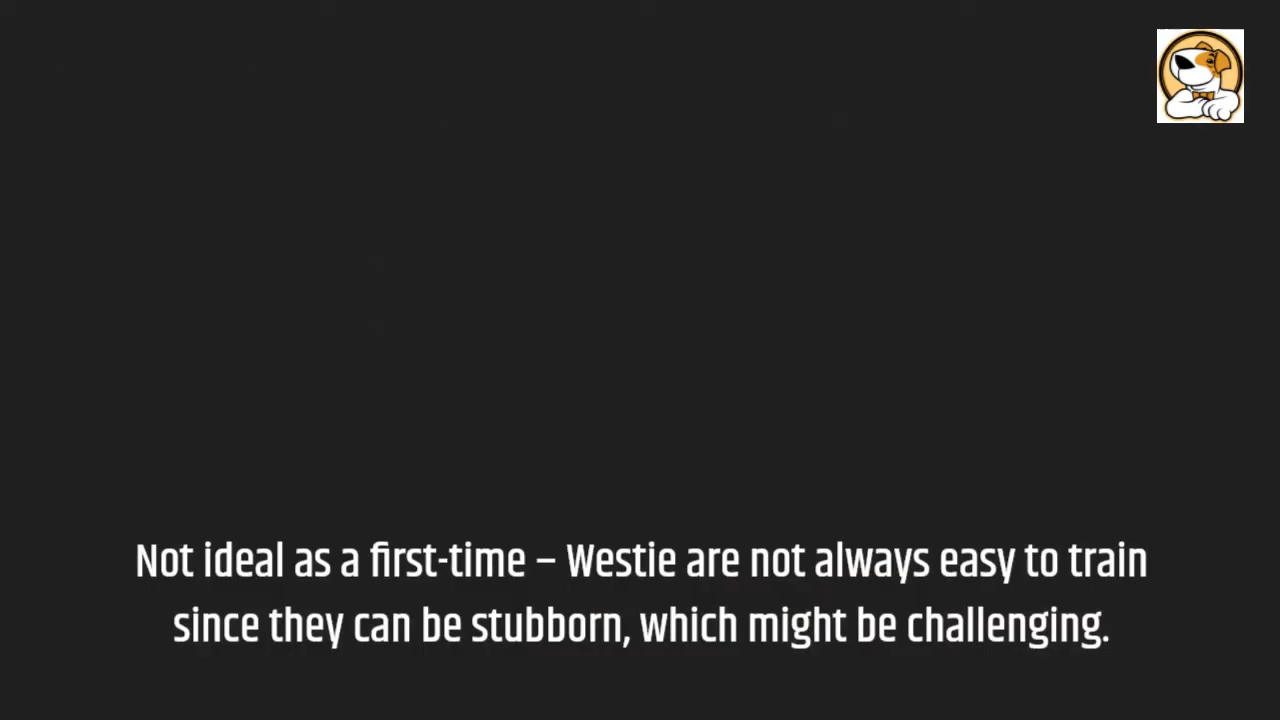 Not ideal as a first-time – Westie are not always easy to train
since they can be stubborn, which might be challenging.